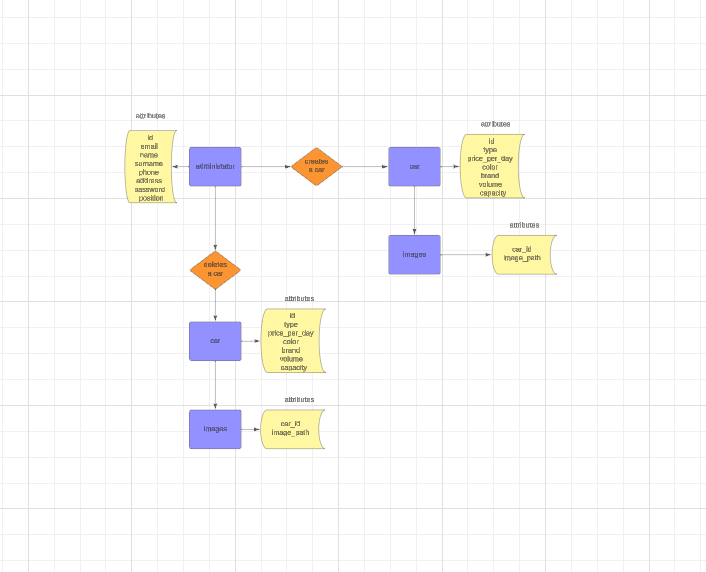 attributes
id
email
name
surname
phone
address
password
position
administator
creates
a car
car
attributes
id
type
price_per_day
color
brand
volume
capacity
images
attributes
car_id
image_path
deletes
a car
car
attributes
id
type
price_per_day
color
brand
volume
capacity
images
attributes
car_id
image_path